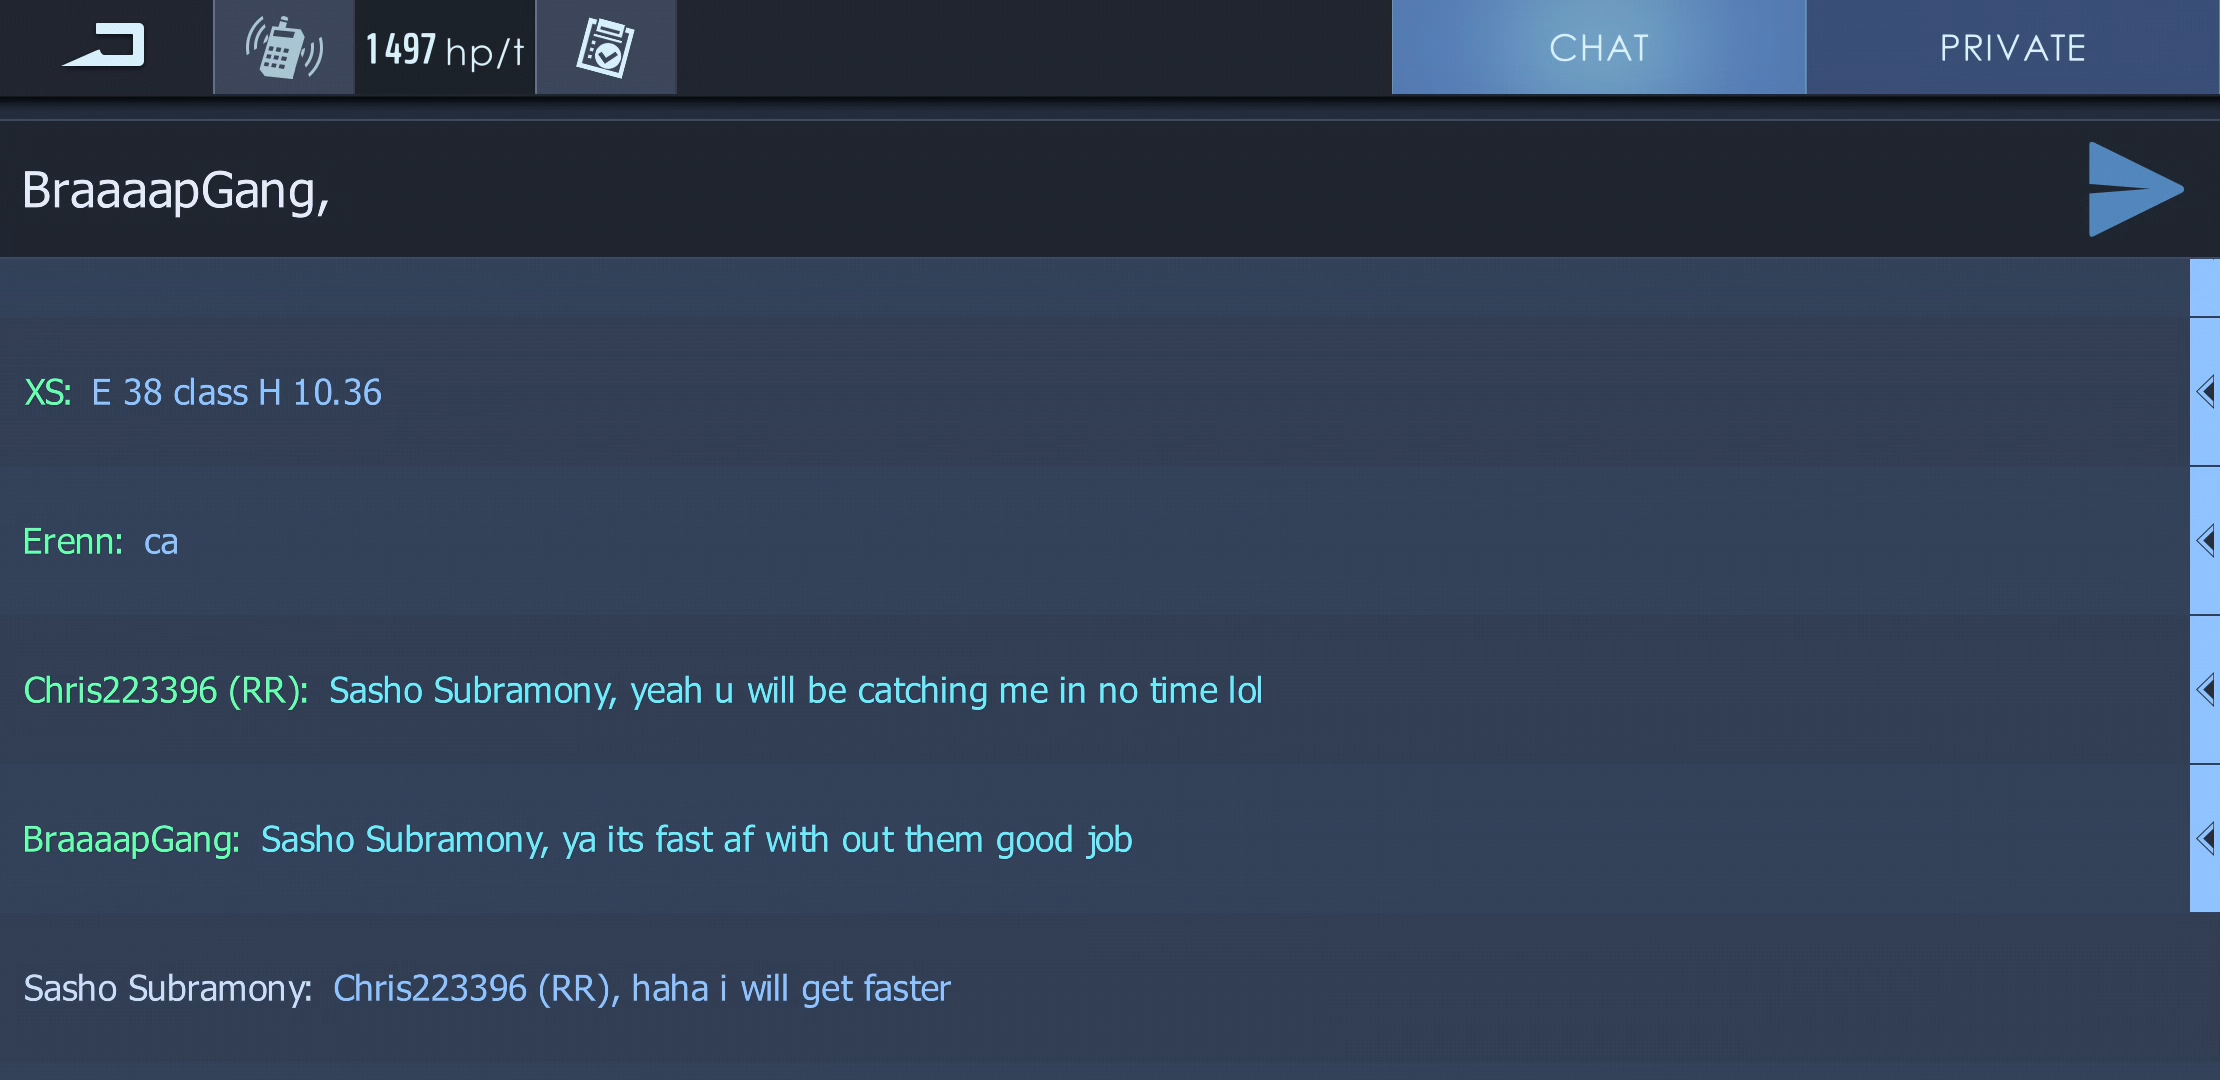 1497 hp/t
CHAT
PRIVATE
BraaaapGang,
XS: E 38 class H 10.36
Erenn: ca
Chris223396 (RR): Sasho Subramony, yeah u will be catching me in no time lol
BraaaapGang: Sasho Subramony, ya its fast af with out them good job
Sasho Subramony: Chris223396 (RR), haha i will get faster